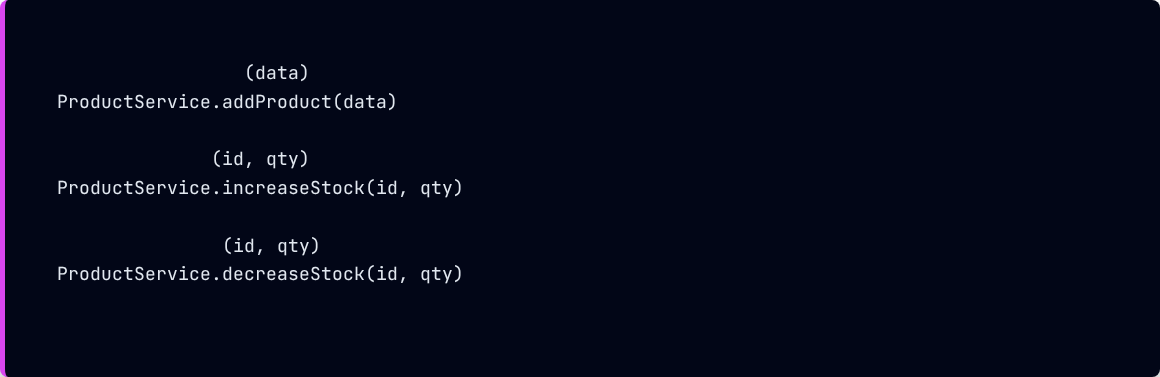 (data)
ProductService.addProduct(data)
(id, qty)
ProductService.increaseStock(id, qty)
(id, qty)
ProductService.decreaseStock(id, qty)